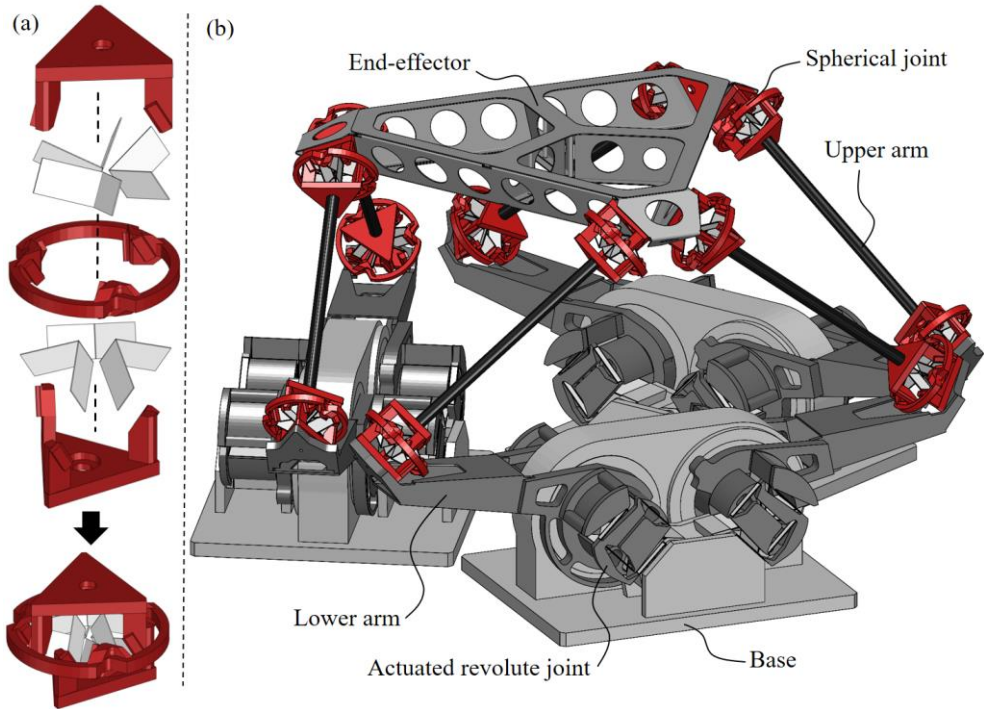 (a)
(b)
End-effector
Spherical joint
Upper arm
Lower arm
Actuated revolute joint
Base